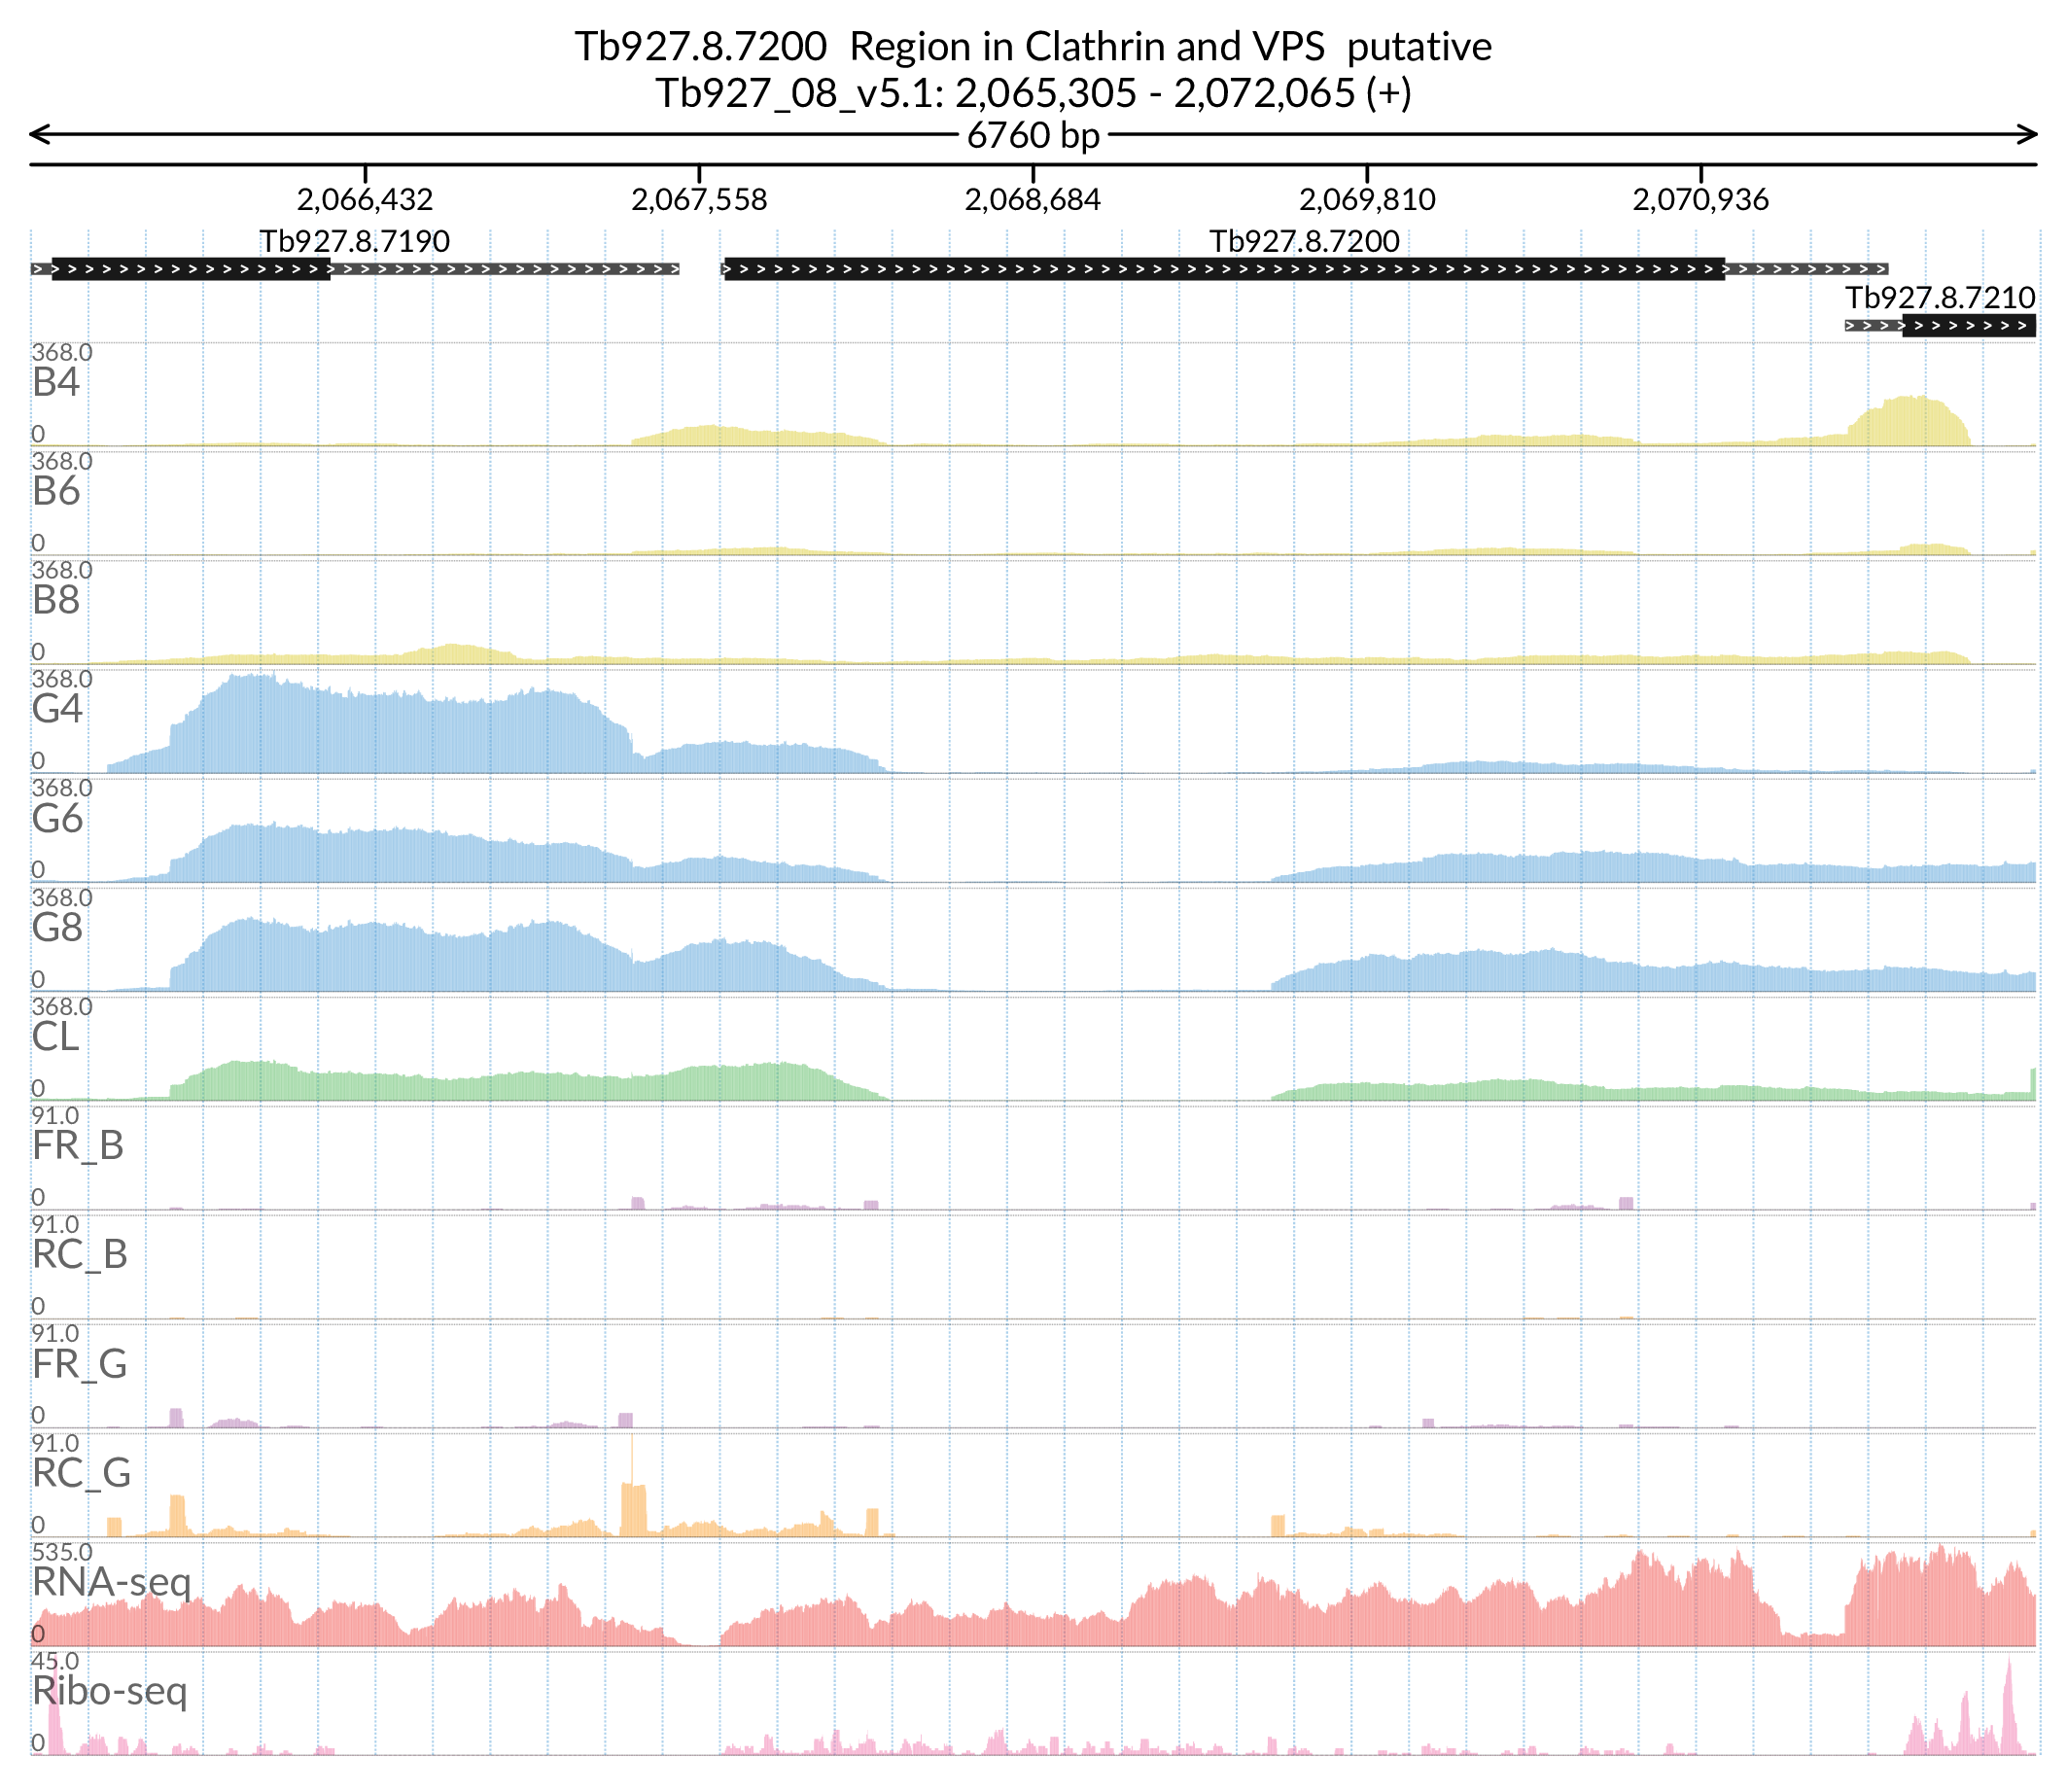 Tb927.8.7200  Region in Clathrin and VPS  putative
Tb927_08_v5.1: 2,065,305 - 2,072,065 (+)
6760 bp
2,066,432 2,067,558 2,068,684 2,069,810 2,070,936
Tb927.8.7190 Tb927.8.7200
Tb927.8.7210
368.0
B4
0
368.0
B6
0
368.0
B8
0
368.0
G4
0
368.0
G6
0
368.0
G8
0
368.0
CL
0
91.0
FR_B
0
91.0
RC_B
0
91.0
FR_G
0
91.0
RC_G
0
535.0
RNA-seq
0
45.0
Ribo-seq
0